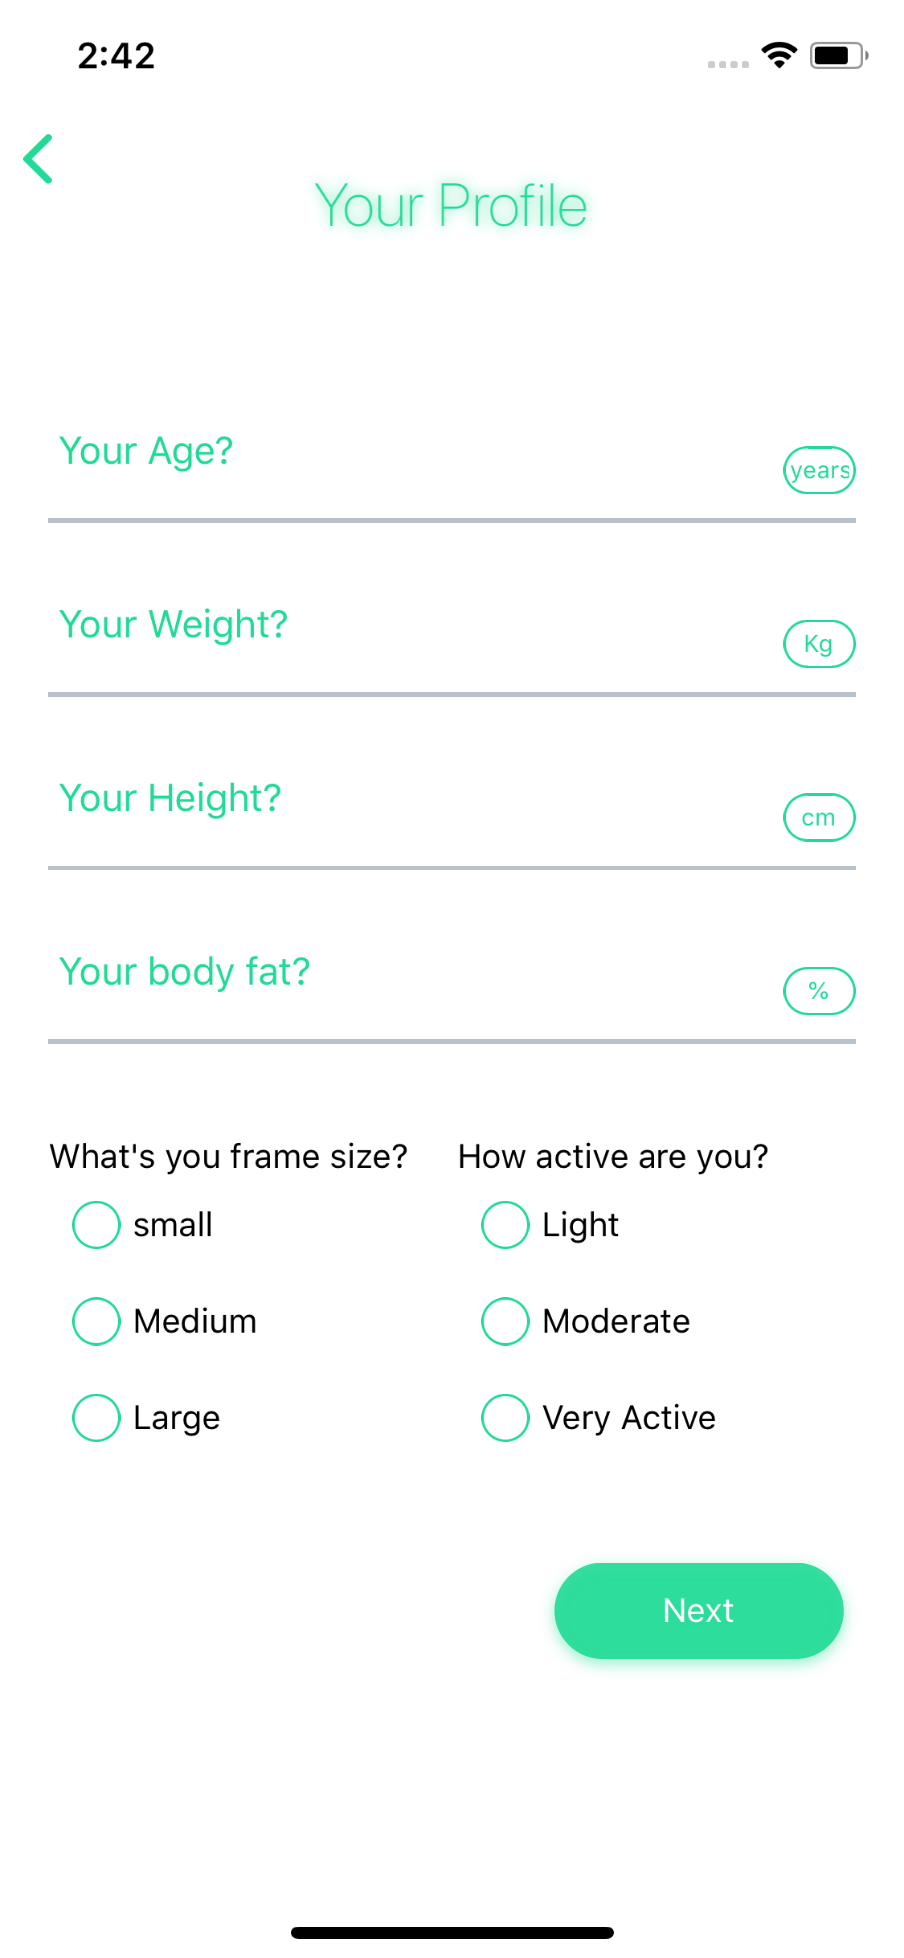 2:42
Your Profile
Your Age?
years
Your Weight?
Kg
Your Height?
cm
Your body fat?
%
What's you frame size?
How active are you?
small
Light
Medium
Moderate
Large
Very Active
Next